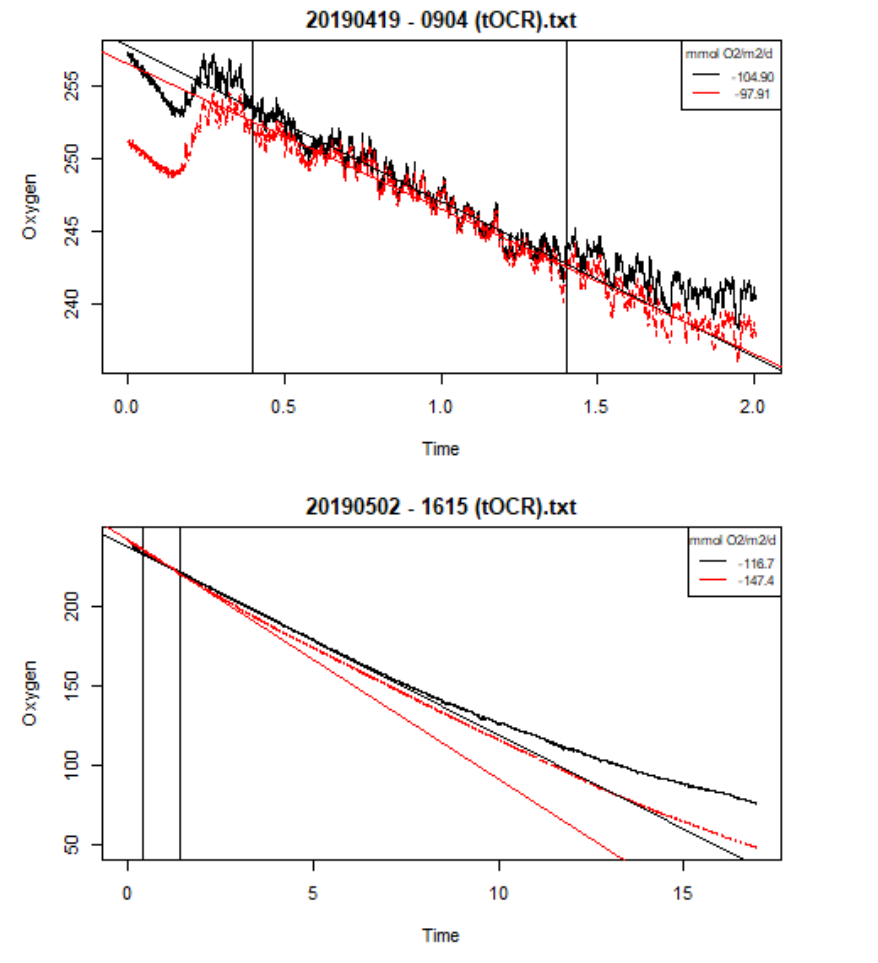 20190419 - 0904 (tOCR).txt
mmol O2/m2/d
-104.90
-97.91
Oxygen
255
250
245
240
0.0 0.5 1.0 1.5 2.0
Time
20190502 - 1615 (tOCR).txt
mmol O2/m2/d
-116.7
-147.4
Oxygen
200
150
100
50
0 5 10 15
Time